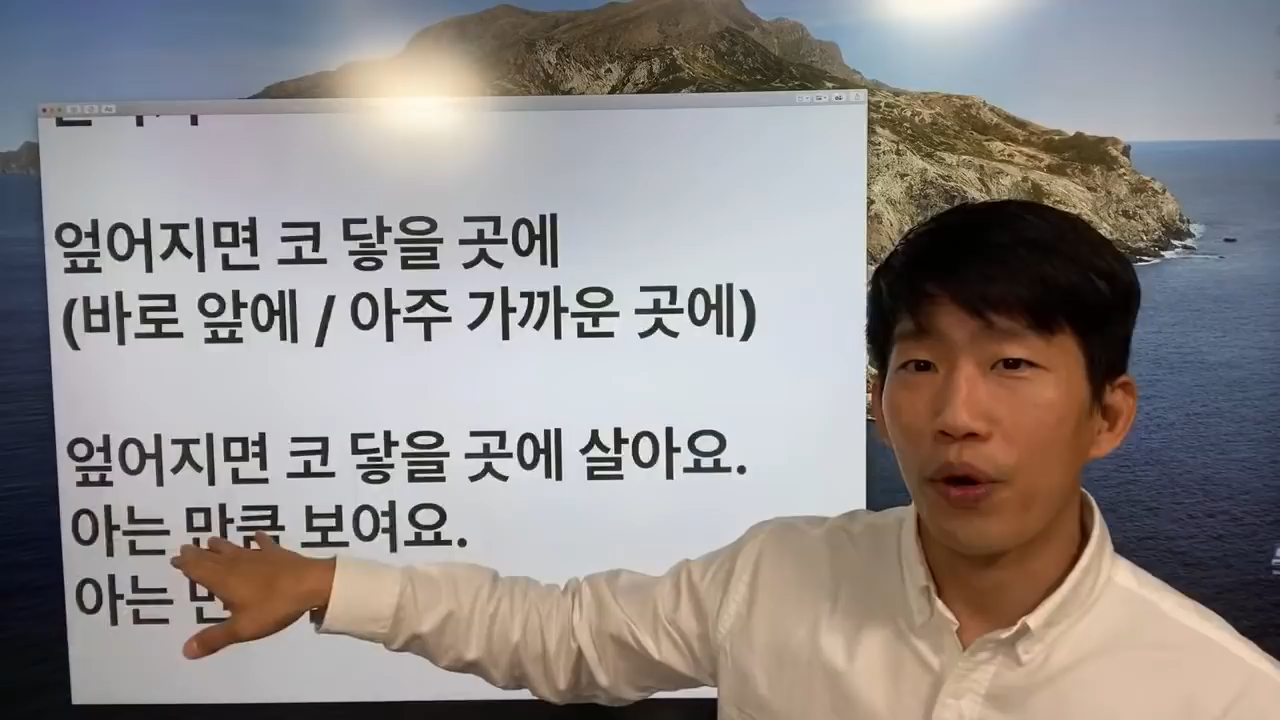 엎어지면 코 닿을 곳에
(바로 앞에 / 아주 가까운 곳에)
엎어지면 코 닿을 곳에 살아요.
아는 만큼 보여요.
아는